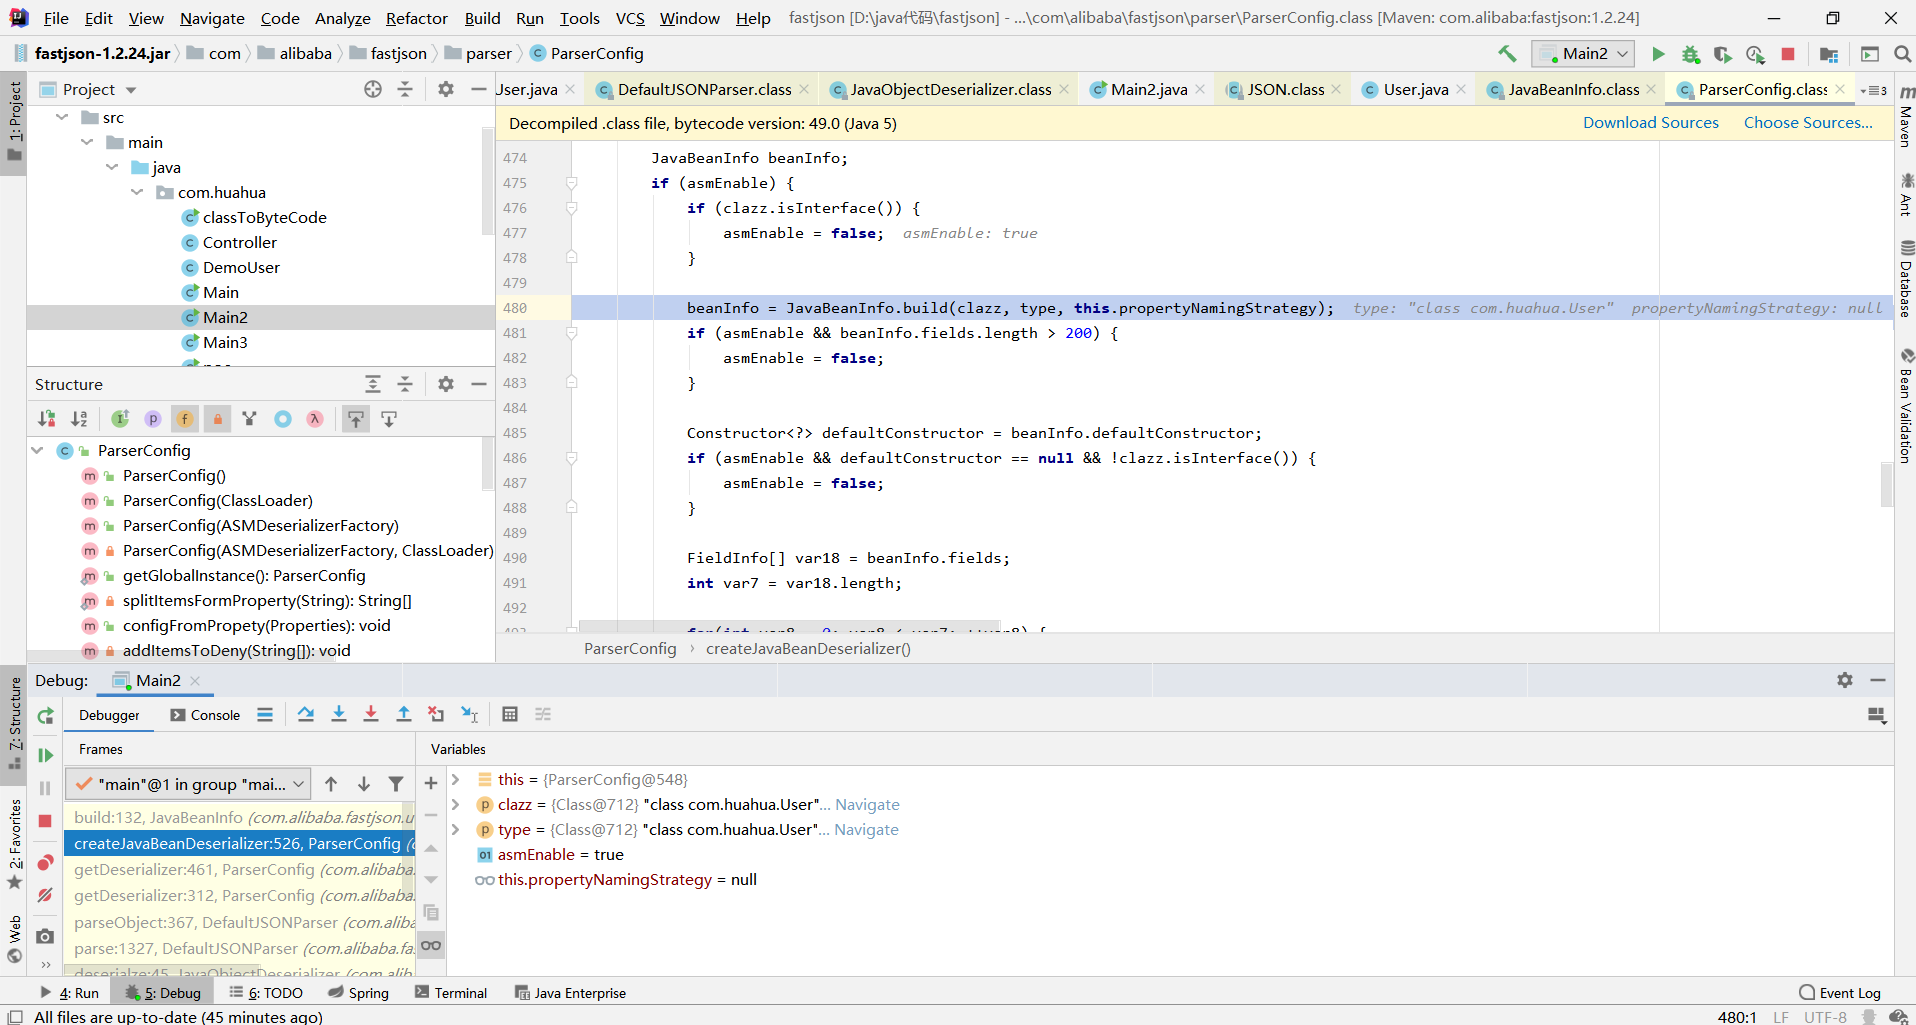 File Edit View Navigate Code Analyze Refactor Build Run Tools VCS Window Help fastjson [D:\java代码\fastjson] - ...\com\alibaba\fastjson\parser\ParserConfig.class [Maven: com.alibaba:fastjson:1.2.24]
fastjson-1.2.24.jar com alibaba fastjson parser ParserConfig Main2
Project User.java DefaultJSONParser.class JavaObjectDeserializer.class Main2.java JSON.class User.java JavaBeanInfo.class ParserConfig.class 3
Decompiled .class file, bytecode version: 49.0 (Java 5) Download Sources Choose Sources...
1: Project
src
main
java
com.huahua
classToByteCode
Controller
DemoUser
Main
Main2
Main3
474 JavaBeanInfo beanInfo;
475 if (asmEnable) {
476 if (clazz.isInterface()) {
477 asmEnable = false; asmEnable: true
478 }
479
480 beanInfo = JavaBeanInfo.build(clazz, type, this.propertyNamingStrategy); type: "class com.huahua.User" propertyNamingStrategy: null
481 if (asmEnable && beanInfo.fields.length > 200) {
482 asmEnable = false;
483 }
484
485 Constructor<?> defaultConstructor = beanInfo.defaultConstructor;
486 if (asmEnable && defaultConstructor == null && !clazz.isInterface()) {
487 asmEnable = false;
488 }
489
490 FieldInfo[] var18 = beanInfo.fields;
491 int var7 = var18.length;
492
Maven
Ant
Database
Bean Validation
Structure
ParserConfig
ParserConfig()
ParserConfig(ClassLoader)
ParserConfig(ASMDeserializerFactory)
ParserConfig(ASMDeserializerFactory, ClassLoader)
getGlobalInstance(): ParserConfig
splitItemsFormProperty(String): String[]
configFromPropety(Properties): void
addItemsToDeny(String[]): void
ParserConfig › createJavaBeanDeserializer()
Debug: Main2
7: Structure
2: Favorites
Web
Debugger Console
Frames Variables
"main"@1 in group "mai...
build:132, JavaBeanInfo (com.alibaba.fastjson.u
createJavaBeanDeserializer:526, ParserConfig (c
getDeserializer:461, ParserConfig (com.alibaba.
getDeserializer:312, ParserConfig (com.alibaba.
parseObject:367, DefaultJSONParser (com.aliba
parse:1327, DefaultJSONParser (com.alibaba.fa
deserialze:45, JavaObjectDeserializer (com.alib
this = {ParserConfig@548}
clazz = {Class@712} "class com.huahua.User"... Navigate
type = {Class@712} "class com.huahua.User"... Navigate
asmEnable = true
this.propertyNamingStrategy = null
4: Run 5: Debug 6: TODO Spring Terminal Java Enterprise Event Log
All files are up-to-date (45 minutes ago) 480:1 LF UTF-8